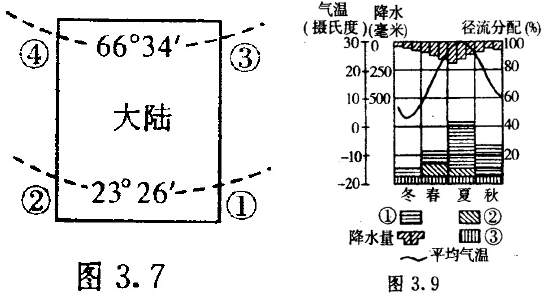 ④ 66°34′ ③
大陆
② 23°26′ ①
图 3.7
气温
(摄氏度)
降水
(毫米)
径流分配(%)
30 0 100
20 250 80
10 500 60
0 40
-10 20
-20
冬 春 夏 秋
① ②
降水量 ③
平均气温
图 3.9